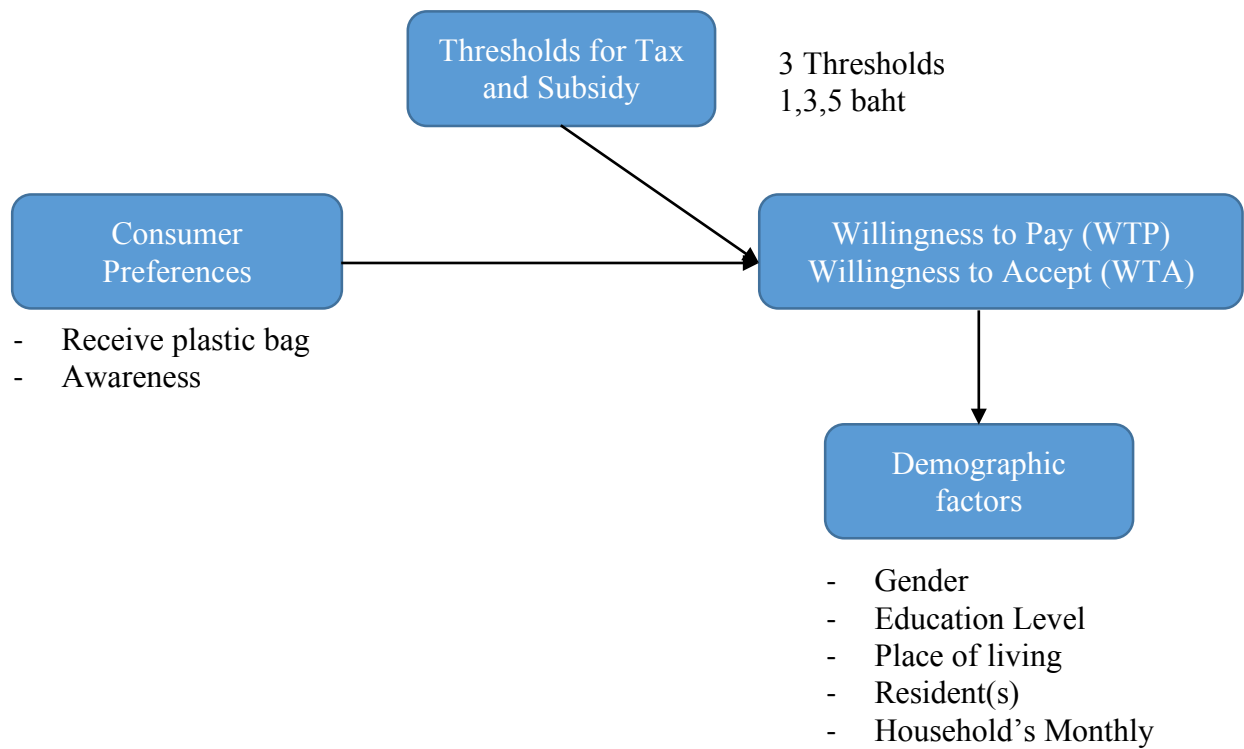 Thresholds for Tax
and Subsidy
3 Thresholds
1,3,5 baht
Consumer
Preferences
- Receive plastic bag
- Awareness
Willingness to Pay (WTP)
Willingness to Accept (WTA)
Demographic
factors
- Gender
- Education Level
- Place of living
- Resident(s)
- Household’s Monthly